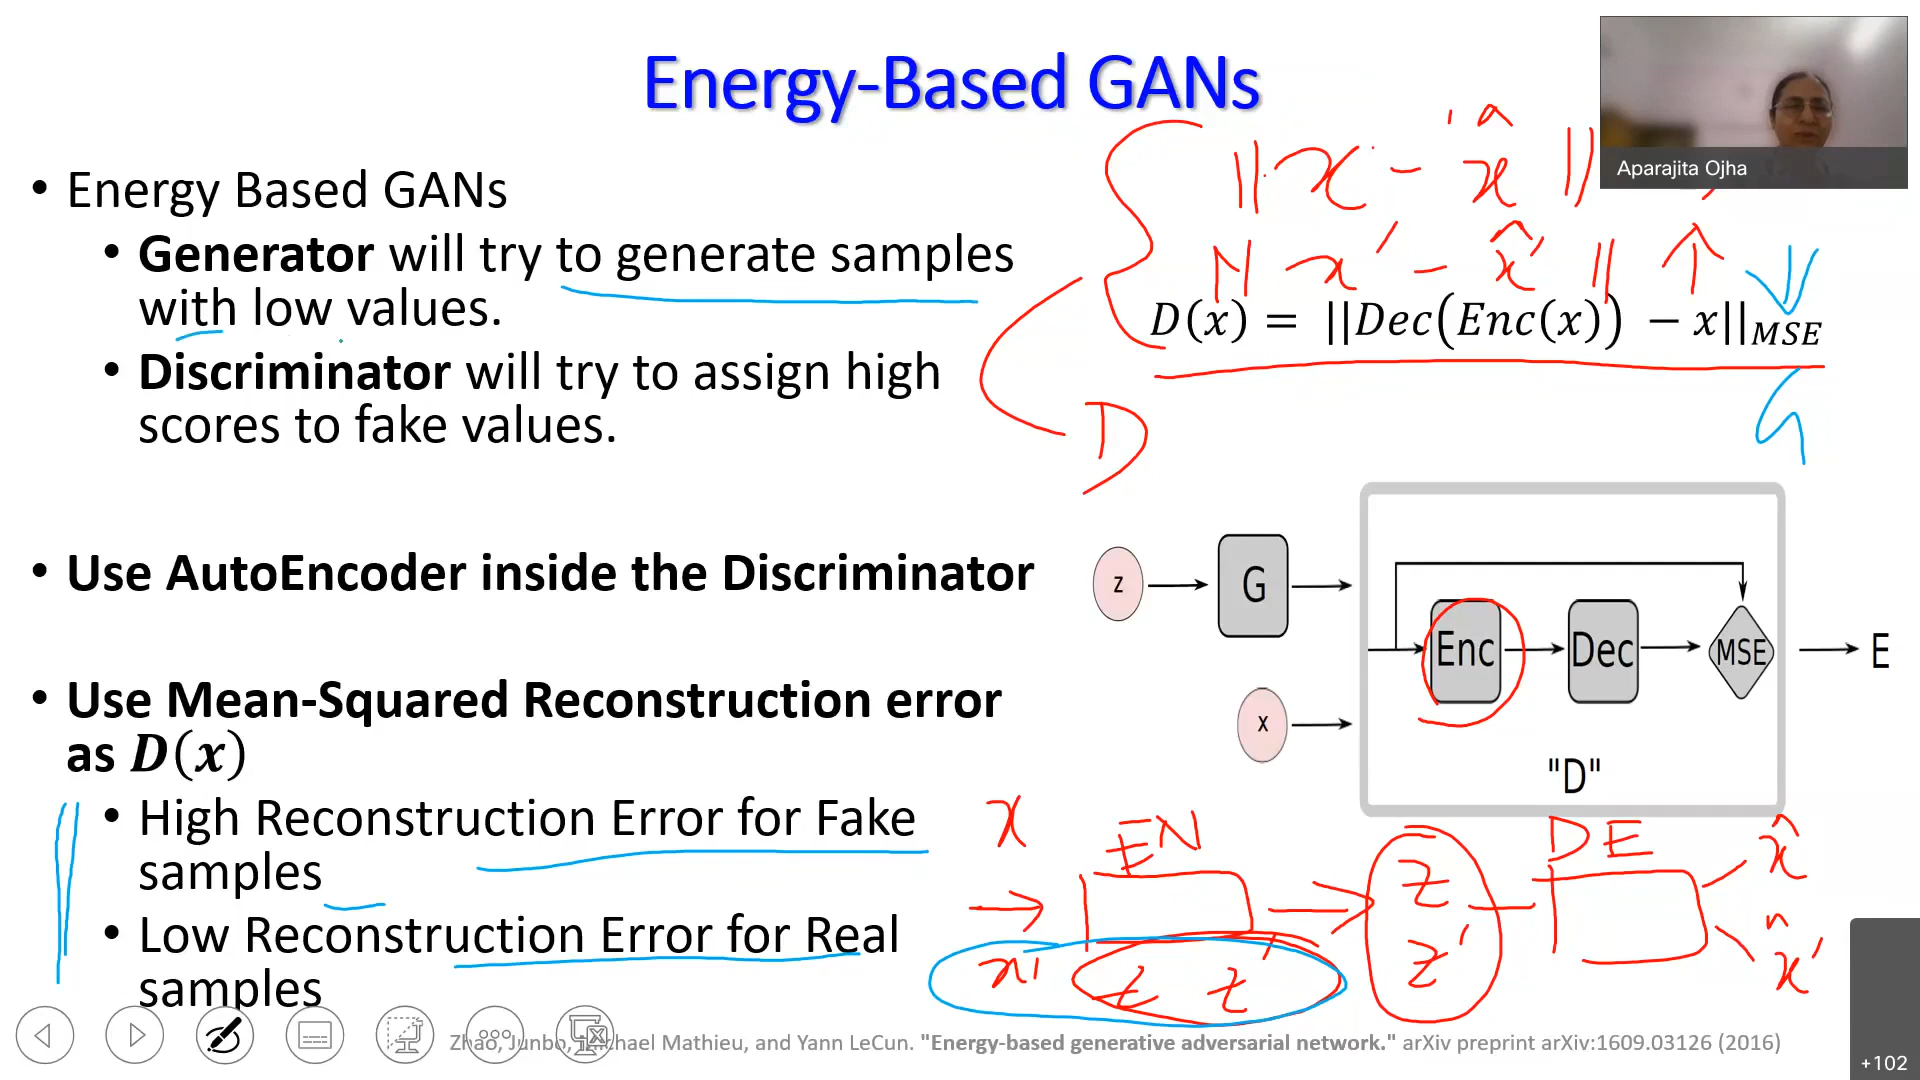 Energy-Based GANs
Aparajita Ojha
• Energy Based GANs
• Generator will try to generate samples
with low values.
• Discriminator will try to assign high
scores to fake values.
|| x - x̂ ||
|| x' - x̂' || ↑
D(x) = ||Dec(Enc(x)) − x||MSE
D
G
• Use AutoEncoder inside the Discriminator
z
G
Enc
Dec
MSE
E
x
"D"
• Use Mean-Squared Reconstruction error
as D(x)
• High Reconstruction Error for Fake
samples
• Low Reconstruction Error for Real
samples
x
EN
z
DE
x̂
x'
z z'
z'
x̂'
Zhao, Junbo, Michael Mathieu, and Yann LeCun. "Energy-based generative adversarial network." arXiv preprint arXiv:1609.03126 (2016)
+102